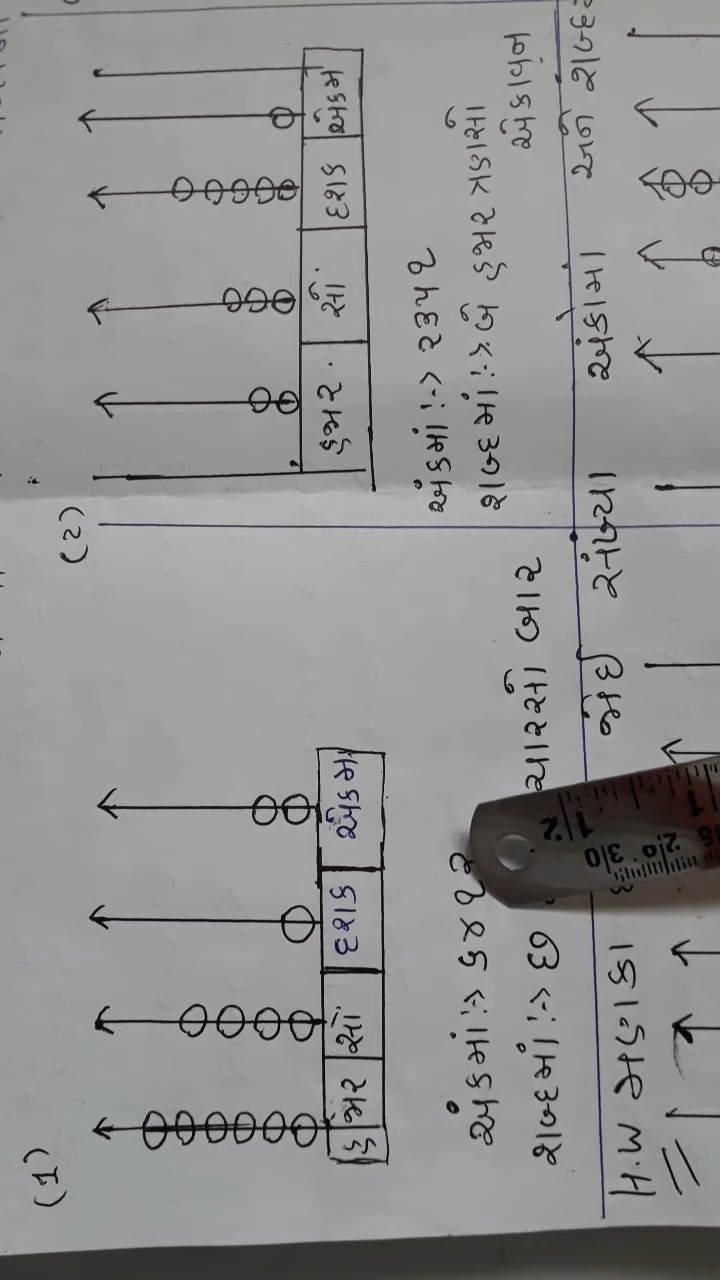 (1)
હજાર સો દશક એકમ
અંકમાં :-> ૬૪૧૨
શબ્દમાં :-> છ ચારસો બાર
(2)
હજાર સો દશક એકમ
અંકમાં :-> ૨૩૫૧
શબ્દમાં :-> બે હજાર ત્રણસો
એકાવન
H.W મણકા જોઈ સંખ્યા અંકામાં અને શબ્દ